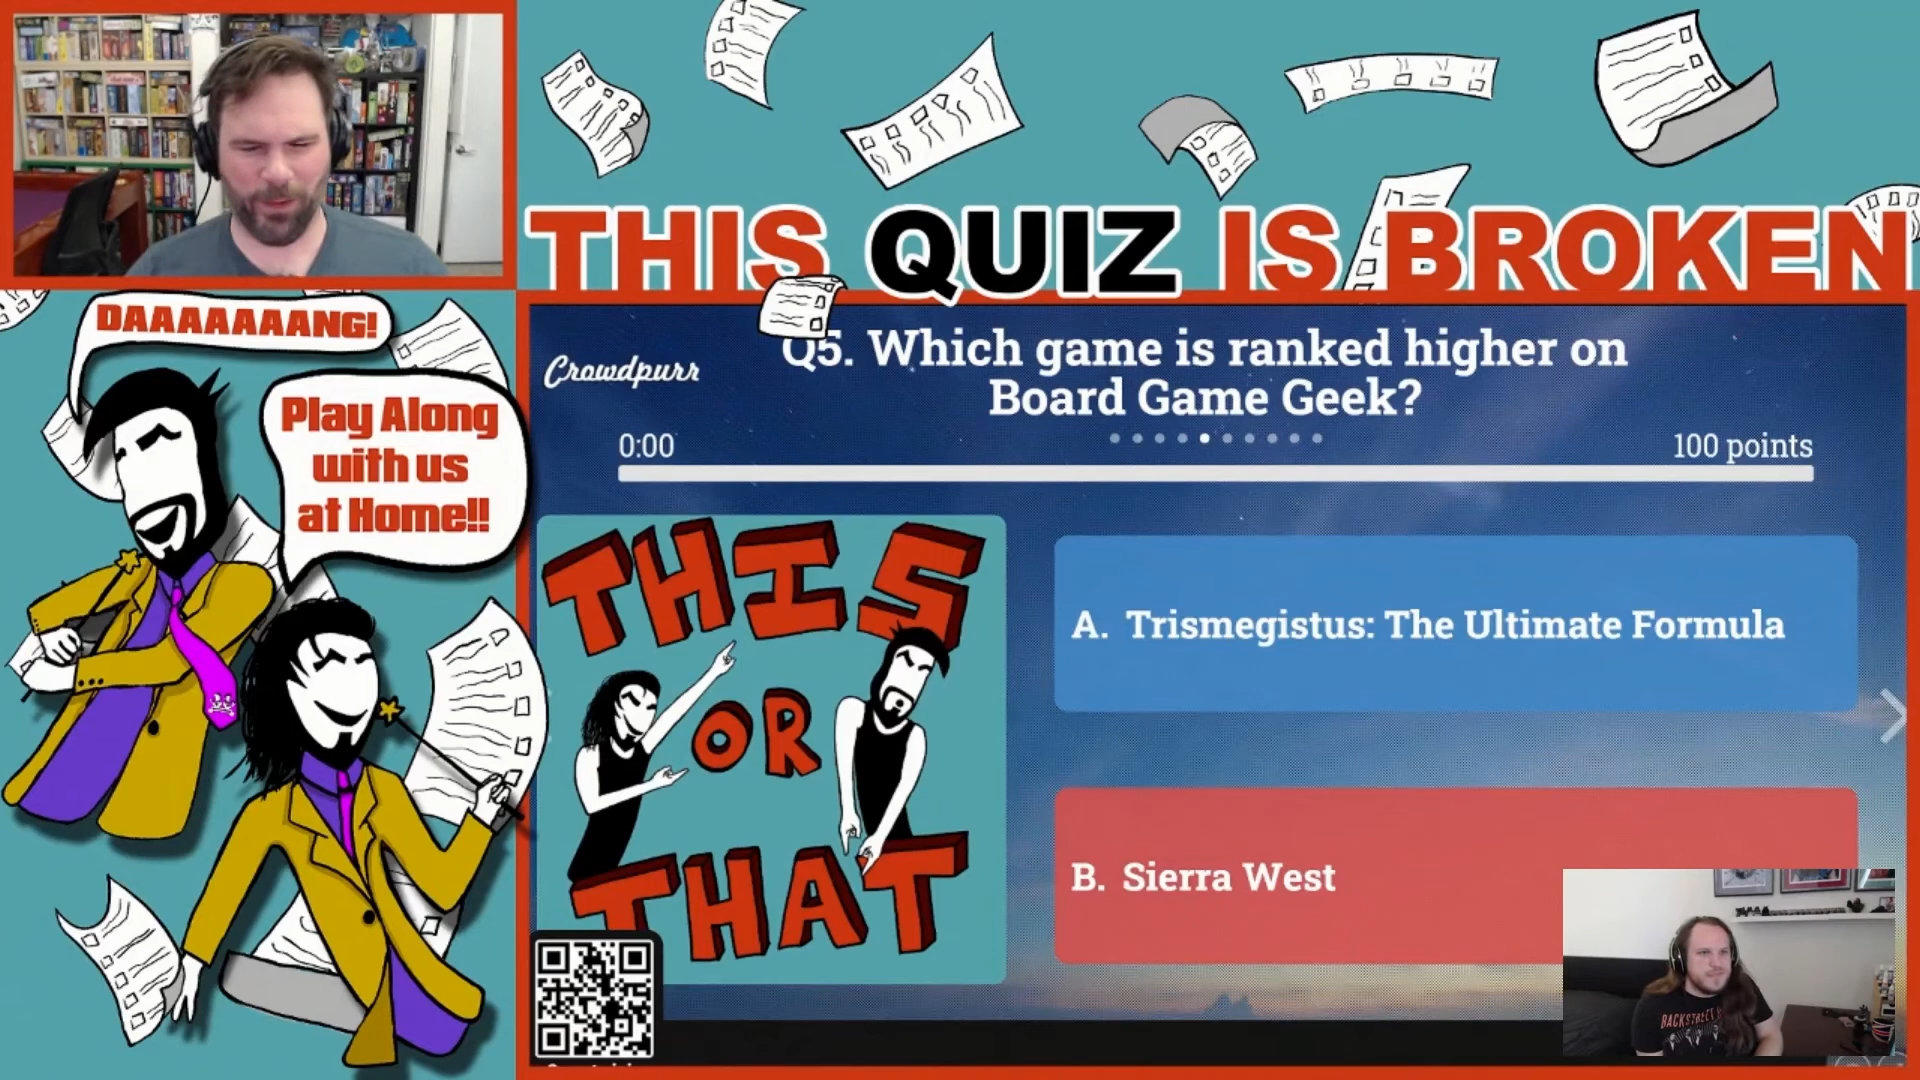 THIS QUIZ IS BROKEN
DAAAAAAAANG!
Play Along
with us
at Home!!
Crowdpurr
Q5. Which game is ranked higher on
Board Game Geek?
0:00
100 points
THIS
OR
THAT
A. Trismegistus: The Ultimate Formula
B. Sierra West